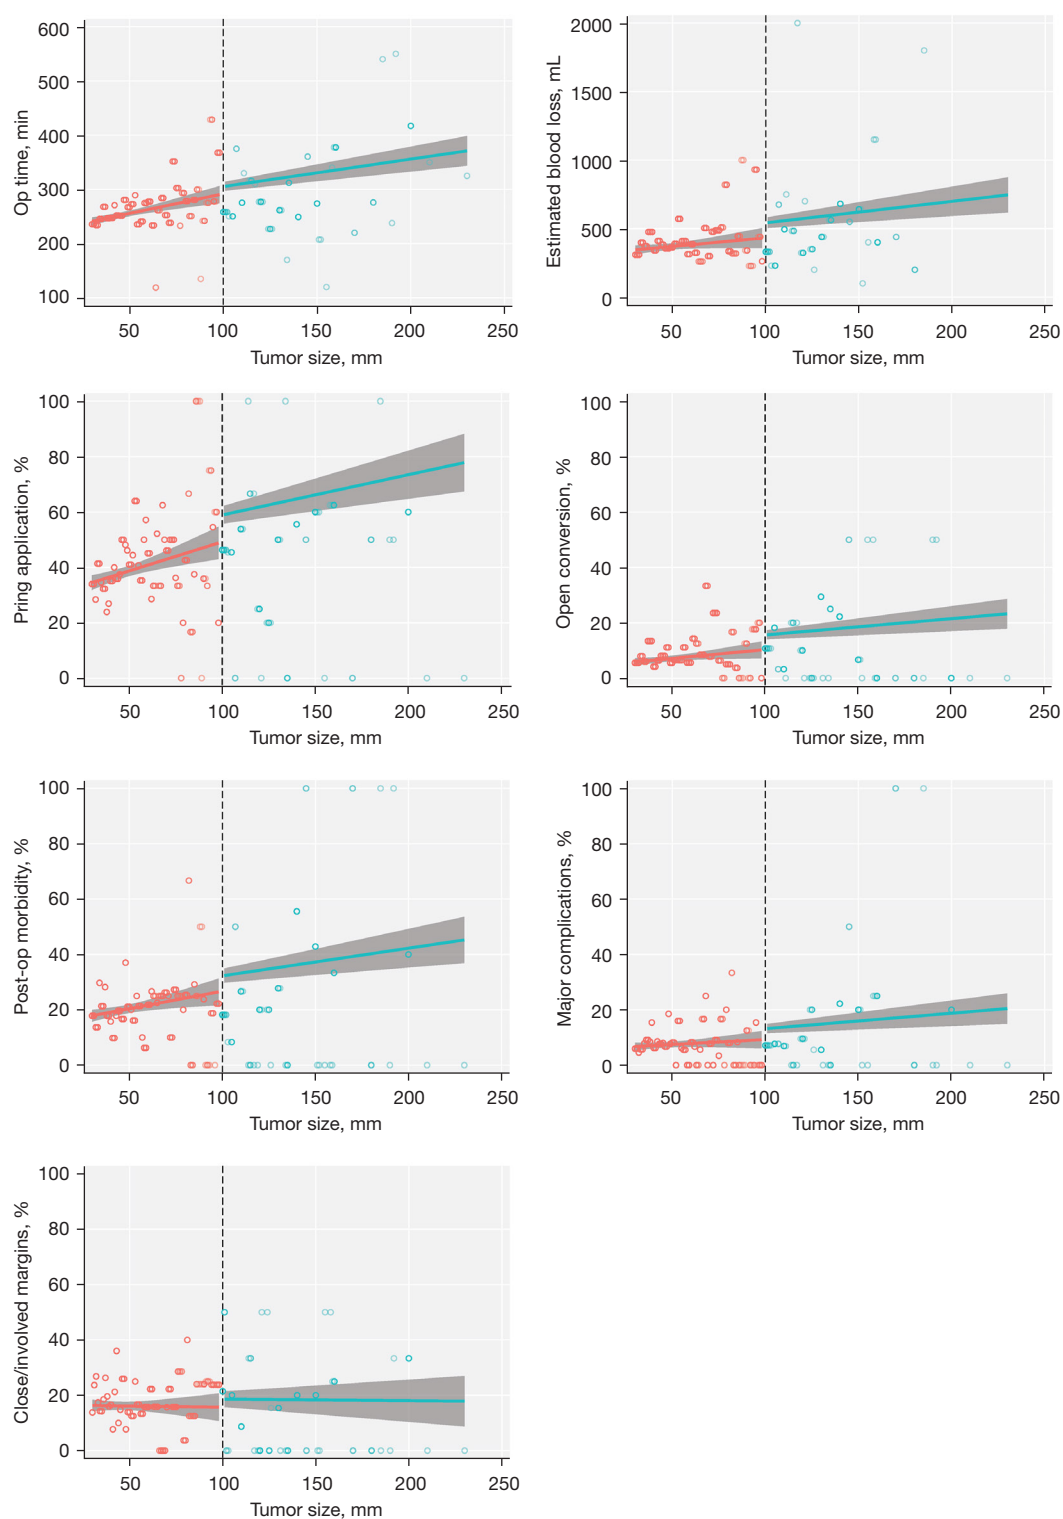 Op time, min
600
500
400
300
200
100
50 100 150 200 250
Tumor size, mm
Estimated blood loss, mL
2000
1500
1000
500
0
50 100 150 200 250
Tumor size, mm
Pring application, %
100
80
60
40
20
0
50 100 150 200 250
Tumor size, mm
Open conversion, %
100
80
60
40
20
0
50 100 150 200 250
Tumor size, mm
Post-op morbidity, %
100
80
60
40
20
0
50 100 150 200 250
Tumor size, mm
Major complications, %
100
80
60
40
20
0
50 100 150 200 250
Tumor size, mm
Close/involved margins, %
100
80
60
40
20
0
50 100 150 200 250
Tumor size, mm